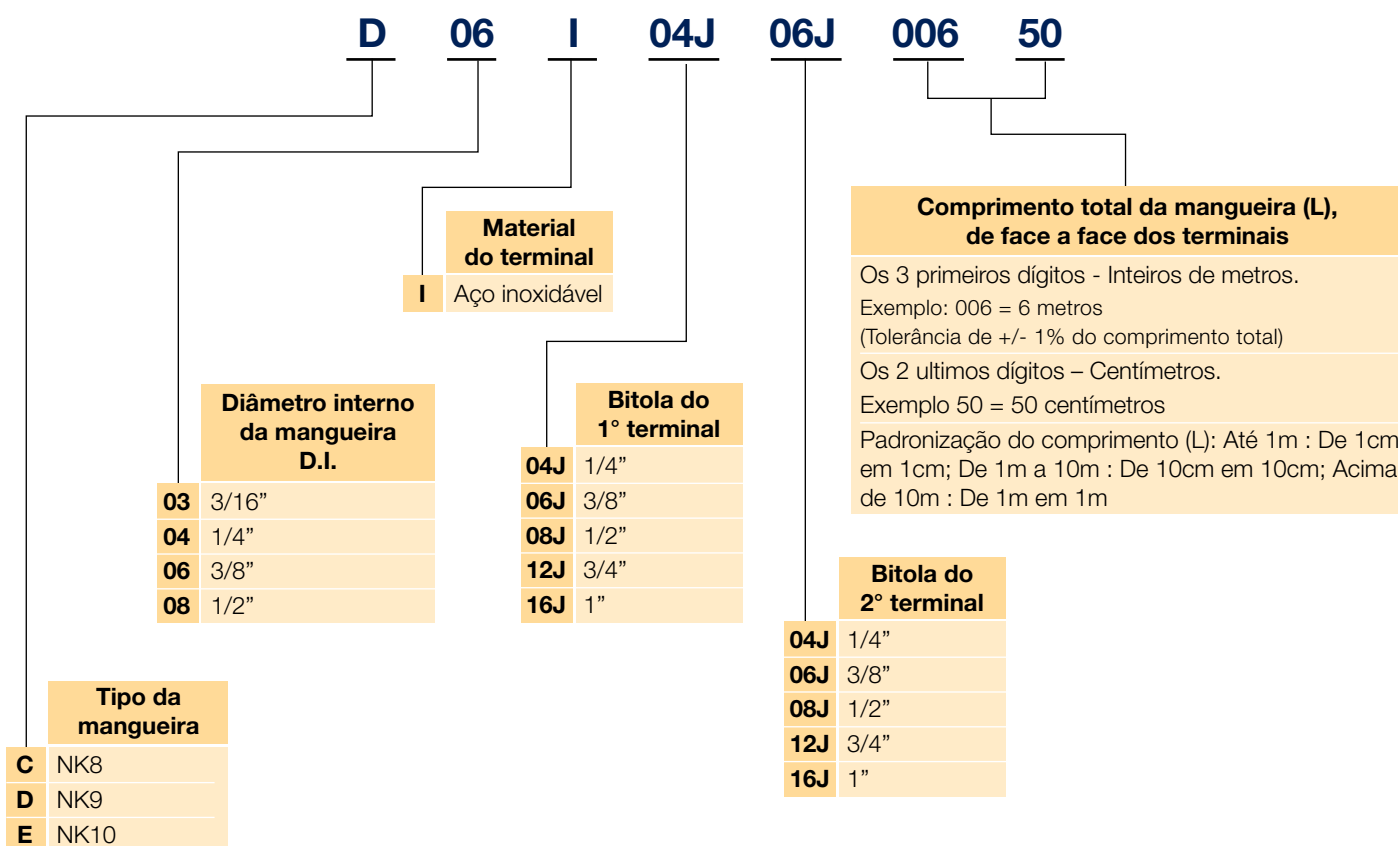 D 06 I 04J 06J 006 50
Material
do terminal
I Aço inoxidável
Comprimento total da mangueira (L),
de face a face dos terminais
Os 3 primeiros dígitos - Inteiros de metros.
Exemplo: 006 = 6 metros
(Tolerância de +/- 1% do comprimento total)
Os 2 ultimos dígitos – Centímetros.
Exemplo 50 = 50 centímetros
Padronização do comprimento (L): Até 1m : De 1cm
em 1cm; De 1m a 10m : De 10cm em 10cm; Acima
de 10m : De 1m em 1m
Diâmetro interno
da mangueira
D.I.
03 3/16”
04 1/4”
06 3/8”
08 1/2”
Bitola do
1° terminal
04J 1/4”
06J 3/8”
08J 1/2”
12J 3/4”
16J 1”
Bitola do
2° terminal
04J 1/4”
06J 3/8”
08J 1/2”
12J 3/4”
16J 1”
Tipo da
mangueira
C NK8
D NK9
E NK10